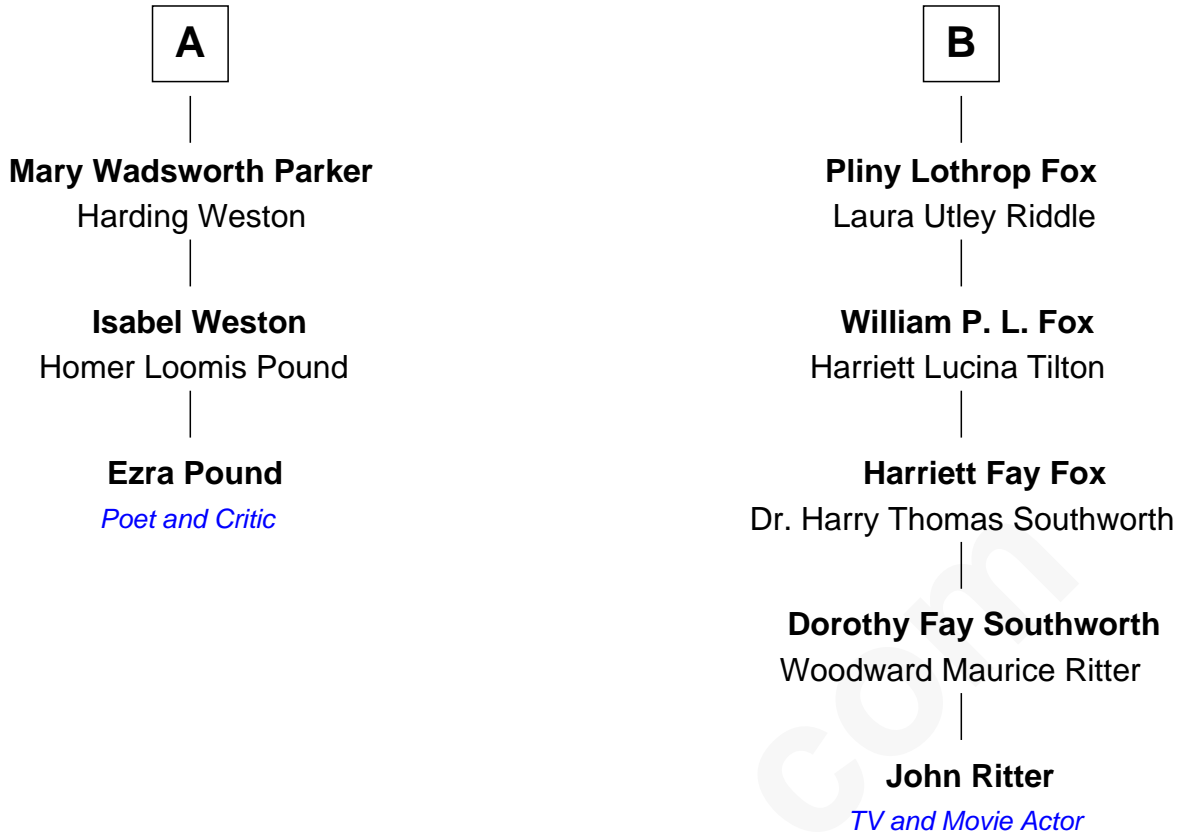 A
Mary Wadsworth Parker
Harding Weston
Isabel Weston
Homer Loomis Pound
Ezra Pound
Poet and Critic
B
Pliny Lothrop Fox
Laura Utley Riddle
William P. L. Fox
Harriett Lucina Tilton
Harriett Fay Fox
Dr. Harry Thomas Southworth
Dorothy Fay Southworth
Woodward Maurice Ritter
John Ritter
TV and Movie Actor
com